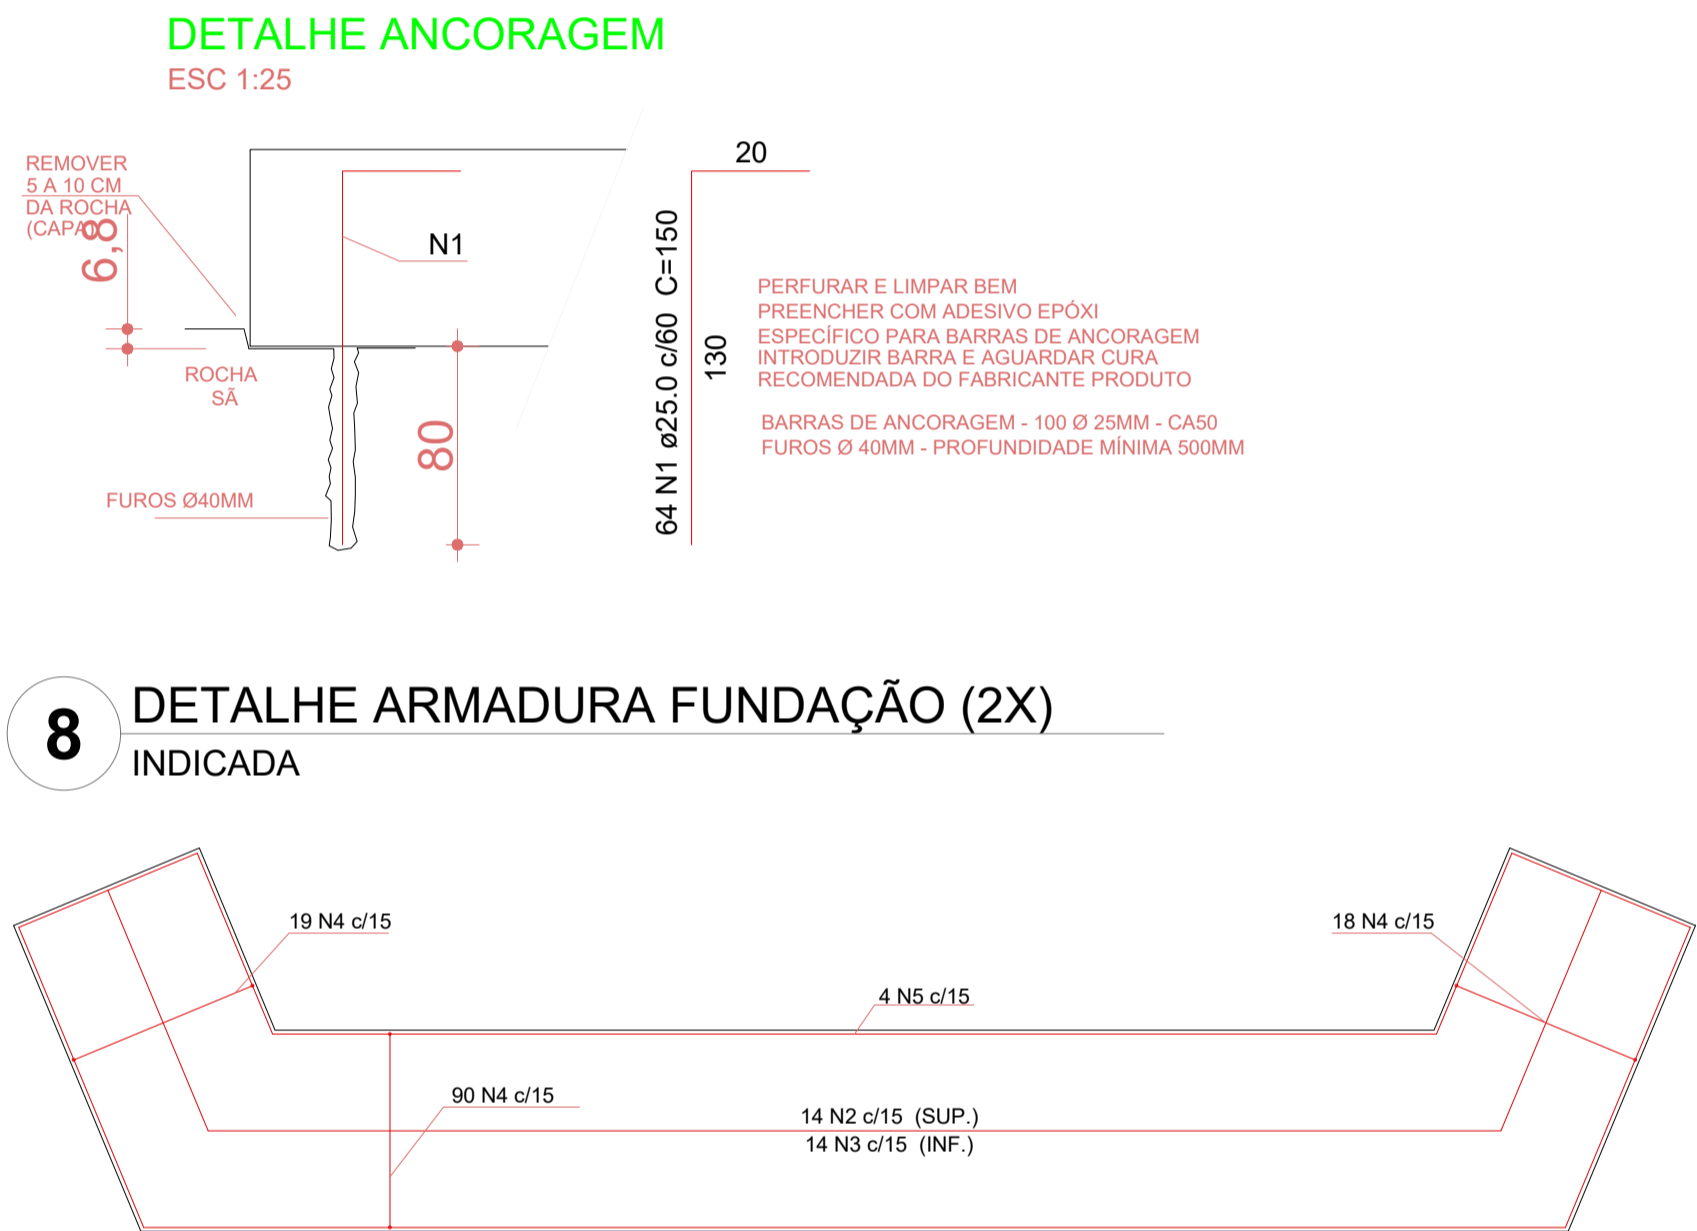 DETALHE ANCORAGEM
ESC 1:25
REMOVER
5 A 10 CM
DA ROCHA
(CAPA)
6,8
N1
ROCHA
SÃ
80
FUROS Ø40MM
20
64 N1 ø25.0 c/60 C=150
130
PERFURAR E LIMPAR BEM
PREENCHER COM ADESIVO EPÓXI
ESPECÍFICO PARA BARRAS DE ANCORAGEM
INTRODUZIR BARRA E AGUARDAR CURA
RECOMENDADA DO FABRICANTE PRODUTO
BARRAS DE ANCORAGEM - 100 Ø 25MM - CA50
FUROS Ø 40MM - PROFUNDIDADE MÍNIMA 500MM
8
DETALHE ARMADURA FUNDAÇÃO (2X)
INDICADA
19 N4 c/15
18 N4 c/15
4 N5 c/15
90 N4 c/15
14 N2 c/15 (SUP.)
14 N3 c/15 (INF.)